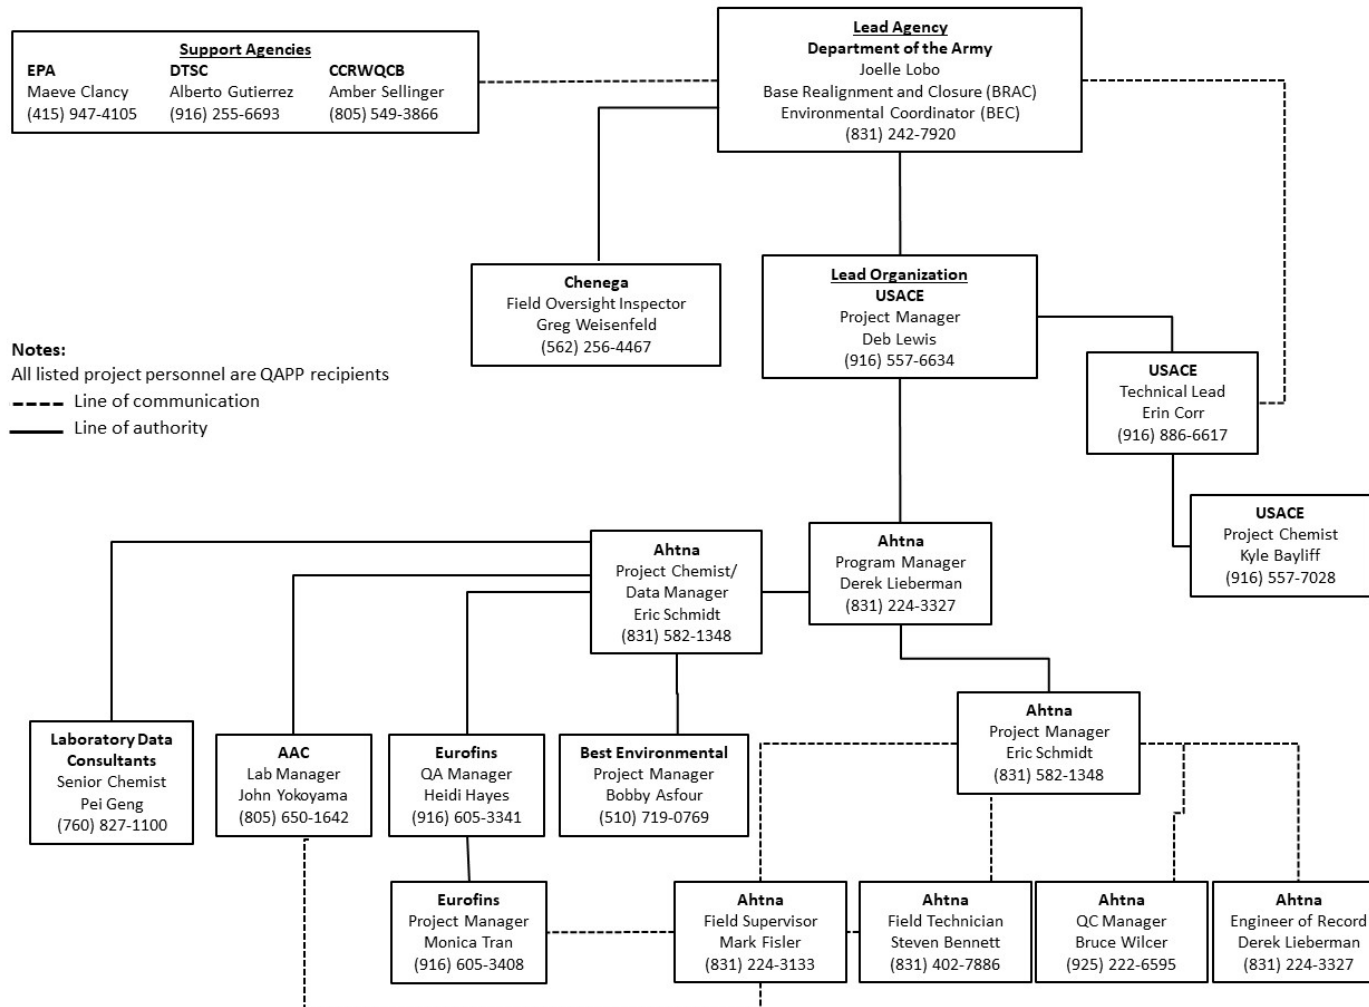 Support Agencies
EPA DTSC CCRWQCB
Maeve Clancy Alberto Gutierrez Amber Sellinger
(415) 947-4105 (916) 255-6693 (805) 549-3866
Lead Agency
Department of the Army
Joelle Lobo
Base Realignment and Closure (BRAC)
Environmental Coordinator (BEC)
(831) 242-7920
Chenega
Field Oversight Inspector
Greg Weisenfeld
(562) 256-4467
Lead Organization
USACE
Project Manager
Deb Lewis
(916) 557-6634
Notes:
All listed project personnel are QAPP recipients
Line of communication
Line of authority
USACE
Technical Lead
Erin Corr
(916) 886-6617
USACE
Project Chemist
Kyle Bayliff
(916) 557-7028
Ahtna
Project Chemist/
Data Manager
Eric Schmidt
(831) 582-1348
Ahtna
Program Manager
Derek Lieberman
(831) 224-3327
Ahtna
Project Manager
Eric Schmidt
(831) 582-1348
Laboratory Data
Consultants
Senior Chemist
Pei Geng
(760) 827-1100
AAC
Lab Manager
John Yokoyama
(805) 650-1642
Eurofins
QA Manager
Heidi Hayes
(916) 605-3341
Best Environmental
Project Manager
Bobby Asfour
(510) 719-0769
Eurofins
Project Manager
Monica Tran
(916) 605-3408
Ahtna
Field Supervisor
Mark Fisler
(831) 224-3133
Ahtna
Field Technician
Steven Bennett
(831) 402-7886
Ahtna
QC Manager
Bruce Wilcer
(925) 222-6595
Ahtna
Engineer of Record
Derek Lieberman
(831) 224-3327